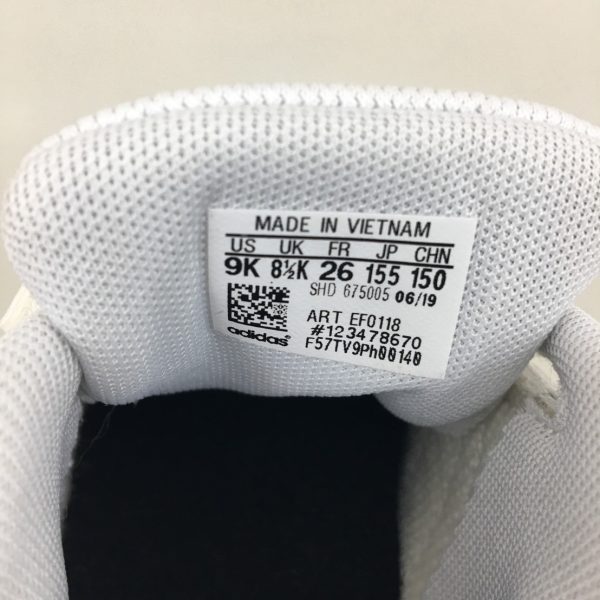 MADE IN VIETNAM
US UK FR JP CHN
9K 8½K 26 155 150
SHD 675005 06/19
ART EF0118
#123478670
adidas F57TV9Ph00140